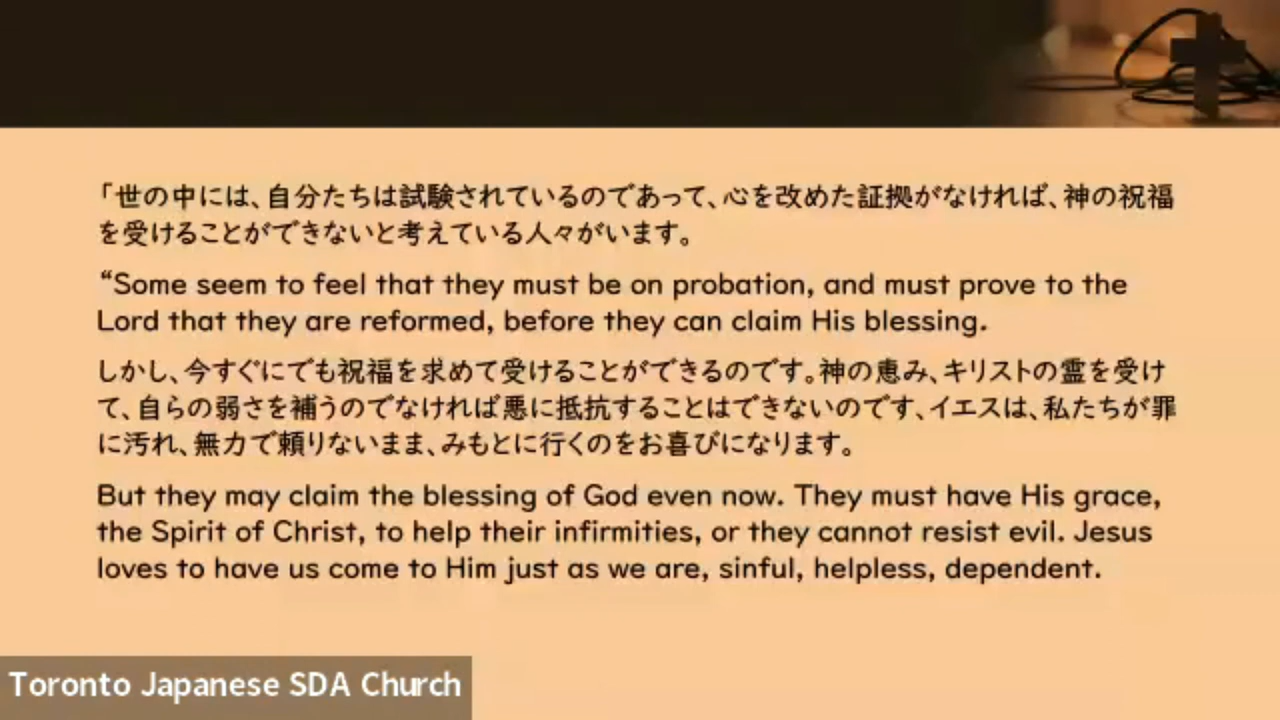 「世の中には、自分たちは試験されているのであって、心を改めた証拠がなければ、神の祝福
を受けることができないと考えている人々がいます。
“Some seem to feel that they must be on probation, and must prove to the
Lord that they are reformed, before they can claim His blessing.
しかし、今すぐにでも祝福を求めて受けることができるのです。神の恵み、キリストの霊を受け
て、自らの弱さを補うのでなければ悪に抵抗することはできないのです、イエスは、私たちが罪
に汚れ、無力で頼りないまま、みもとに行くのをお喜びになります。
But they may claim the blessing of God even now. They must have His grace,
the Spirit of Christ, to help their infirmities, or they cannot resist evil. Jesus
loves to have us come to Him just as we are, sinful, helpless, dependent.
Toronto Japanese SDA Church